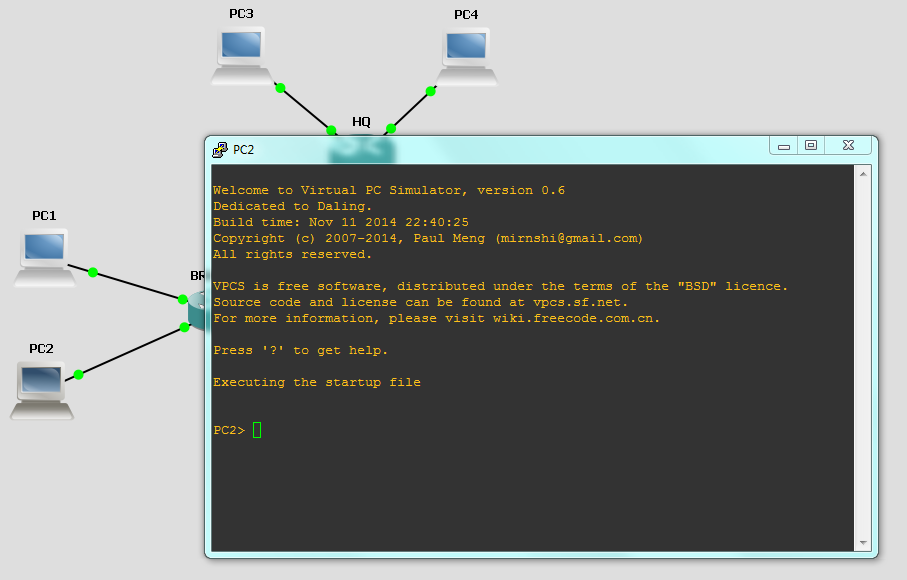 PC3
PC4
HQ
PC2
Welcome to Virtual PC Simulator, version 0.6
Dedicated to Daling.
Build time: Nov 11 2014 22:40:25
Copyright (c) 2007-2014, Paul Meng (mirnshi@gmail.com)
All rights reserved.
VPCS is free software, distributed under the terms of the "BSD" licence.
Source code and license can be found at vpcs.sf.net.
For more information, please visit wiki.freecode.com.cn.
Press '?' to get help.
Executing the startup file
PC2>
PC1
BR
PC2